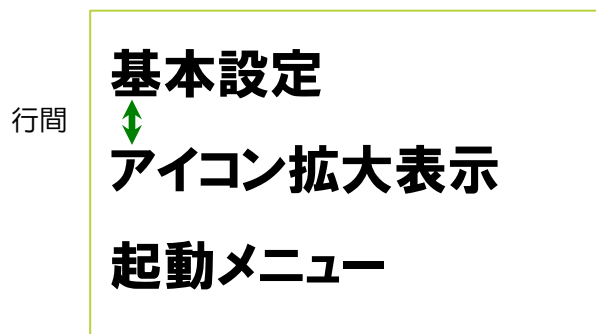 基本設定
行間
アイコン拡大表示
起動メニュー